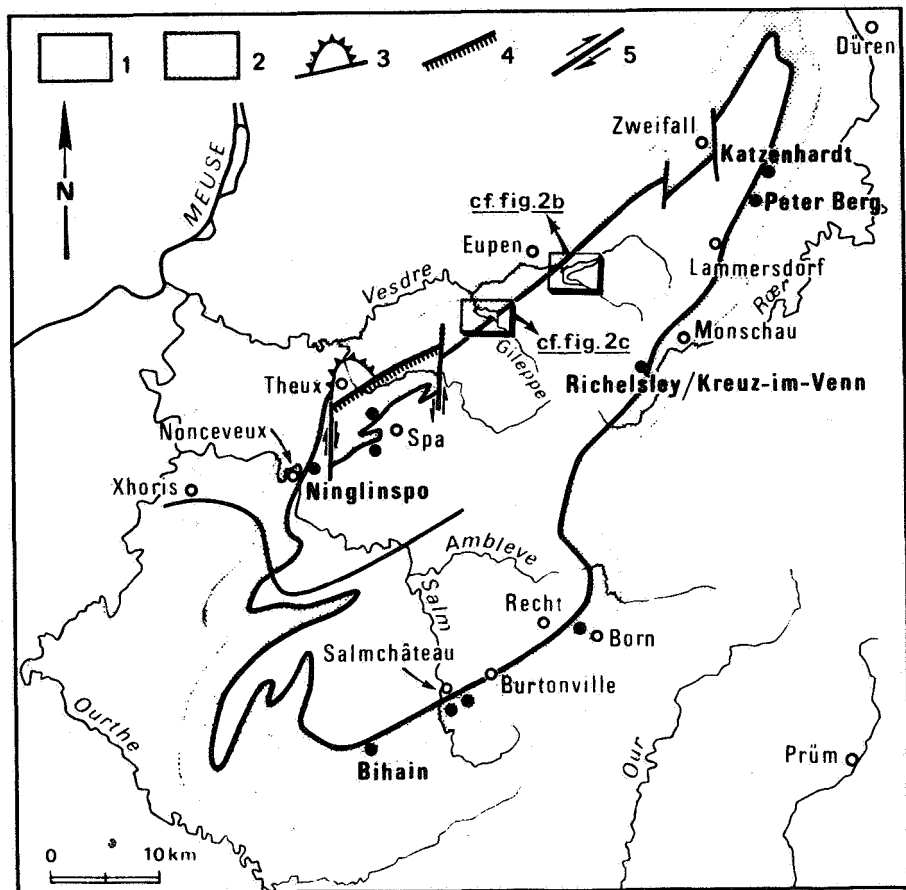 1 2 3 4 5
Düren
N
MEUSE
Zweifall
Katzenhardt
cf. fig. 2b
Peter Berg
Eupen
Lammersdorf
Vesdre
Rœr
cf. fig. 2c
Monschau
Gileppe
Theux
Richelsley/Kreuz-im-Venn
Nonceveux
Spa
Xhoris
Ninglinspo
Amblève
Salm
Recht
Born
Salmchâteau
Burtonville
Ourthe
Our
Prüm
Bihain
0 10 km